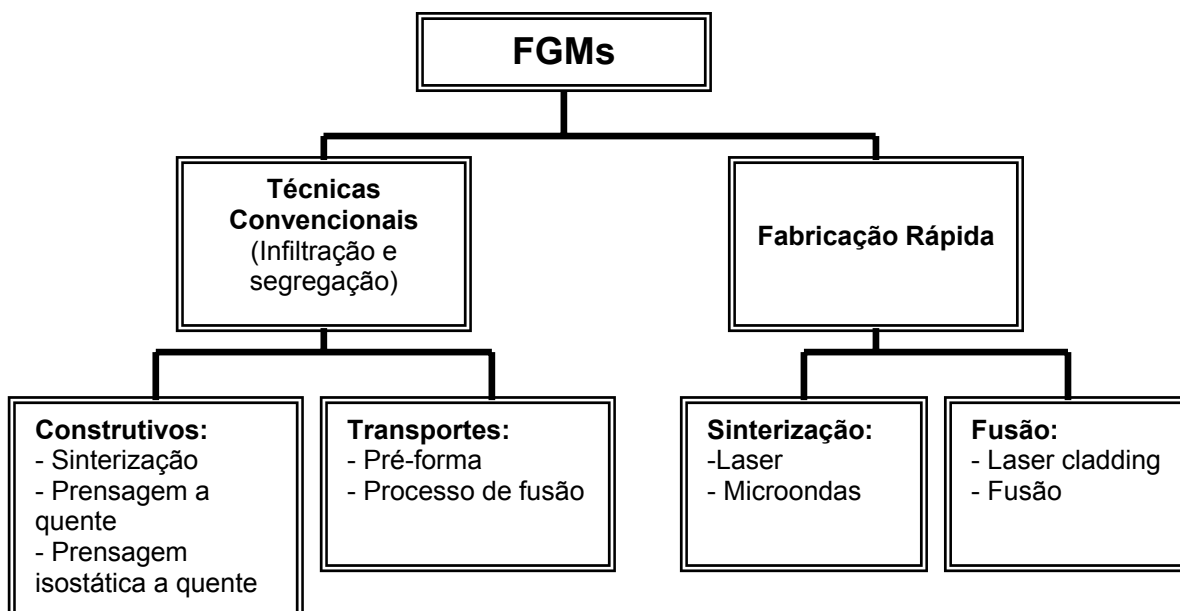 FGMs
Técnicas
Convencionais
(Infiltração e
segregação)
Fabricação Rápida
Construtivos:
- Sinterização
- Prensagem a
quente
- Prensagem
isostática a quente
Transportes:
- Pré-forma
- Processo de fusão
Sinterização:
-Laser
- Microondas
Fusão:
- Laser cladding
- Fusão